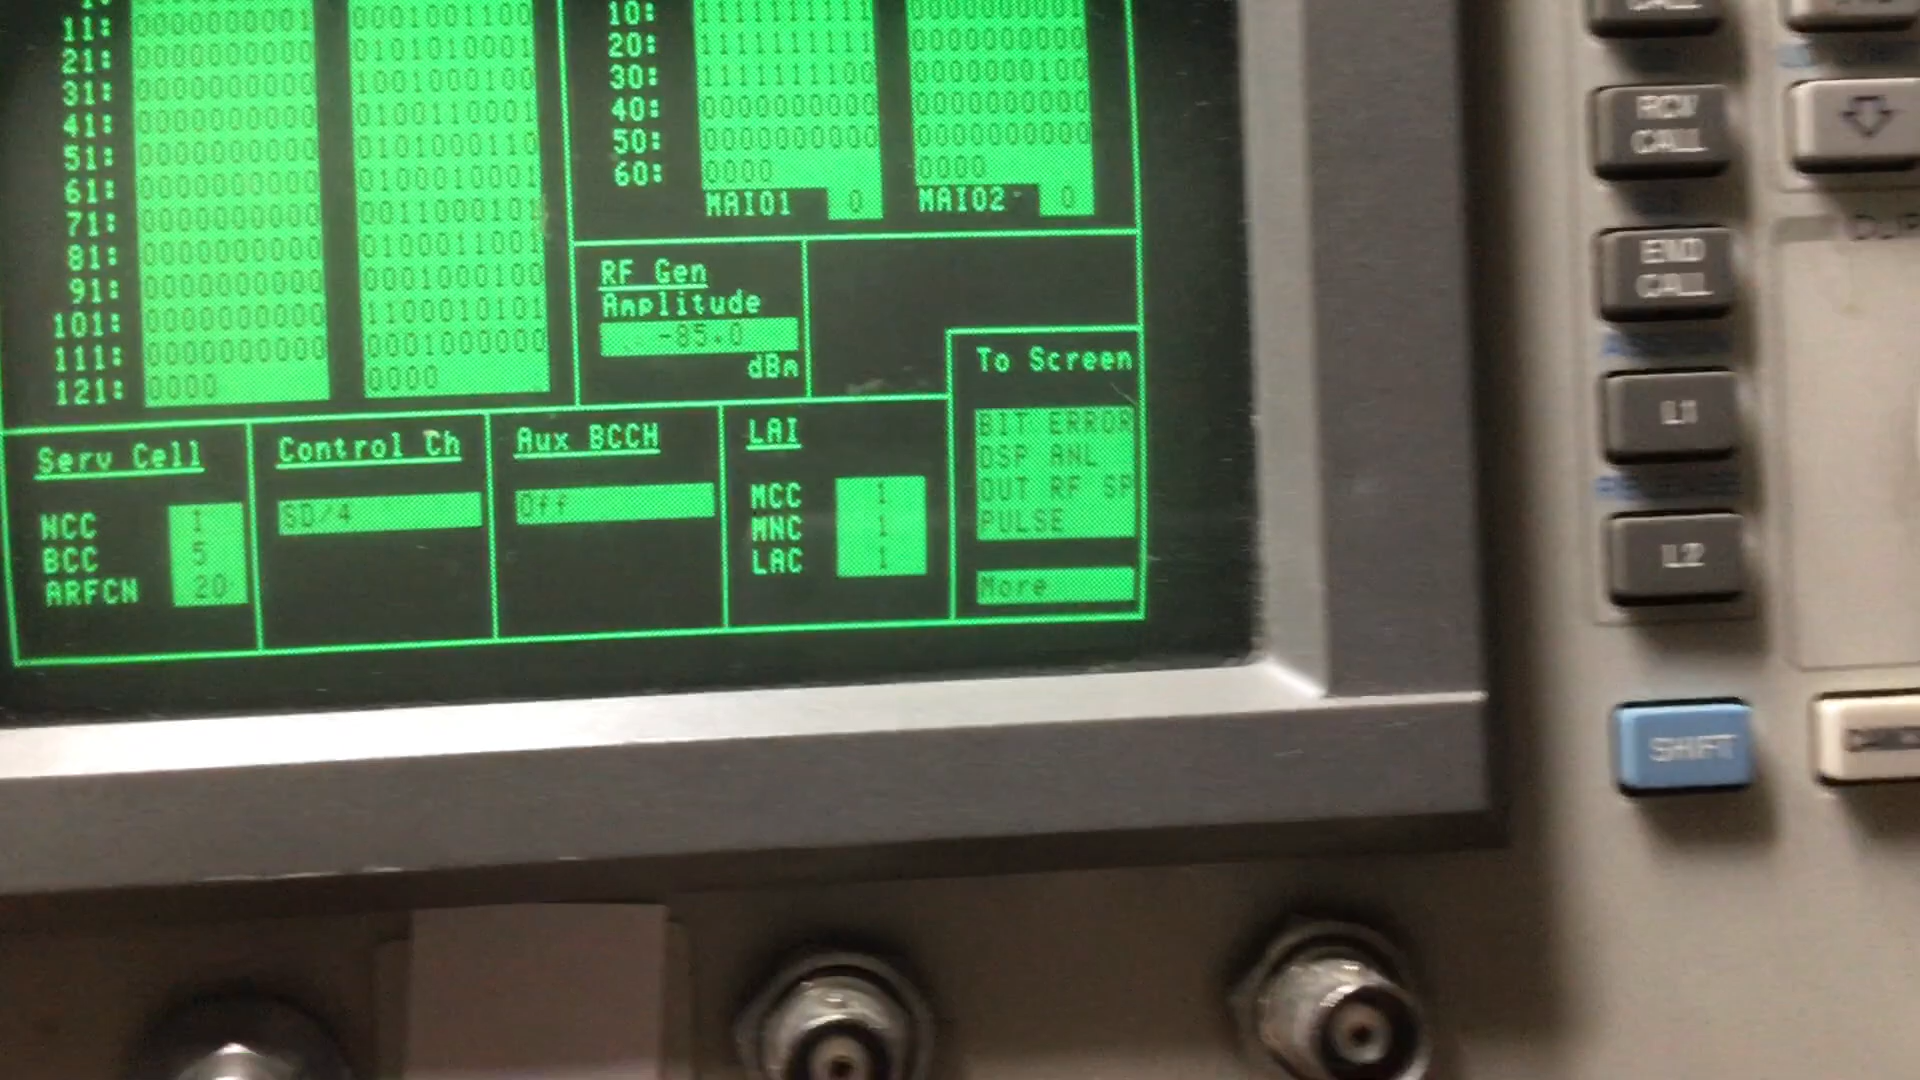 11: 0000000000 0001001100
21: 0000000000 0101010001
31: 0000000000 1001000100
41: 0000000000 0100110001
51: 0000000000 0101000110
61: 0000000000 0100010001
71: 0000000000 0011000101
81: 0000000000 0100011001
91: 0000000000 0001000100
101: 0000000000 1100010101
111: 0000000000 0001000000
121: 0000 0000
10: 1111111111 0000000000
20: 1111111111 0000000000
30: 1111111100 0000000100
40: 0000000000 0000000000
50: 0000000000 0000000000
60: 0000 0000
MAIO1 0 MAIO2 0
RF Gen
Amplitude
-85.0
dBm
Serv Cell
NCC 1
BCC 5
ARFCN 20
Control Ch
SD/4
Aux BCCH
Off
LAI
MCC 1
MNC 1
LAC 1
To Screen
BIT ERROR
DSP ANL
OUT RF SP
PULSE
More
CALL
RCV
CALL
END
CALL
L1
L2
SHIFT